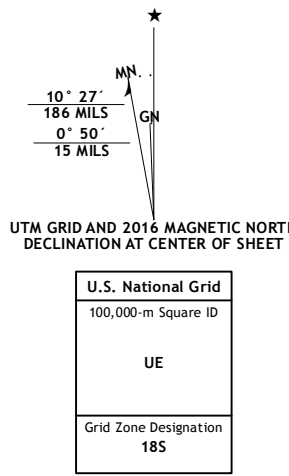 ★
MN
GN
10° 27´
186 MILS
0° 50´
15 MILS
UTM GRID AND 2016 MAGNETIC NORTH
DECLINATION AT CENTER OF SHEET
U.S. National Grid
100,000-m Square ID
UE
Grid Zone Designation
18S